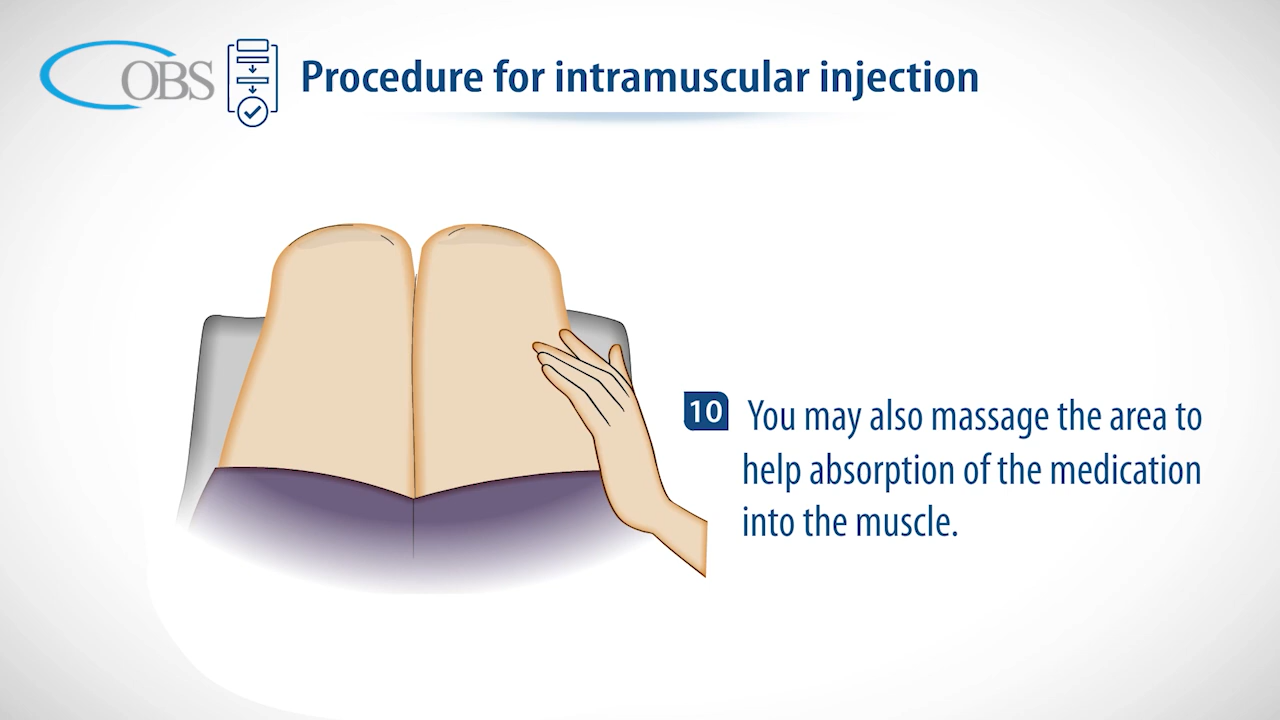 COBS
Procedure for intramuscular injection
10 You may also massage the area to
help absorption of the medication
into the muscle.